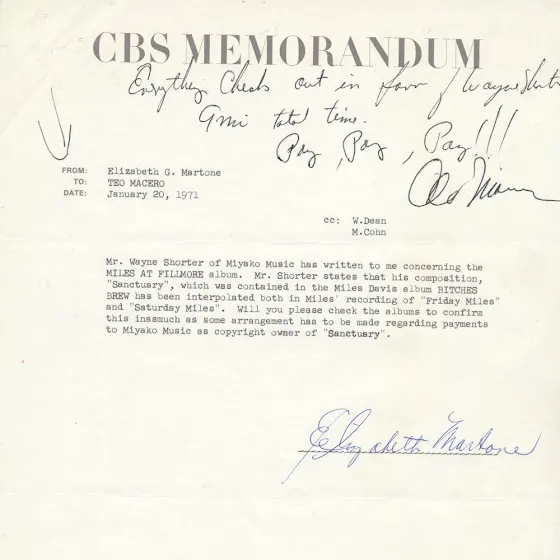 CBS MEMORANDUM
Everything Checks out in favor of Wayne Shorter
9 min total time.
Pay, Pay, Pay!!!
Teo Macero
FROM: Elizabeth G. Martone
TO: TEO MACERO
DATE: January 20, 1971
cc: W.Dean
M.Cohn
Mr. Wayne Shorter of Miyako Music has written to me concerning the
MILES AT FILLMORE album. Mr. Shorter states that his composition,
"Sanctuary", which was contained in the Miles Davis album BITCHES
BREW has been interpolated both in Miles' recording of "Friday Miles"
and "Saturday Miles". Will you please check the albums to confirm
this inasmuch as some arrangement has to be made regarding payments
to Miyako Music as copyright owner of "Sanctuary".
Elizabeth Martone